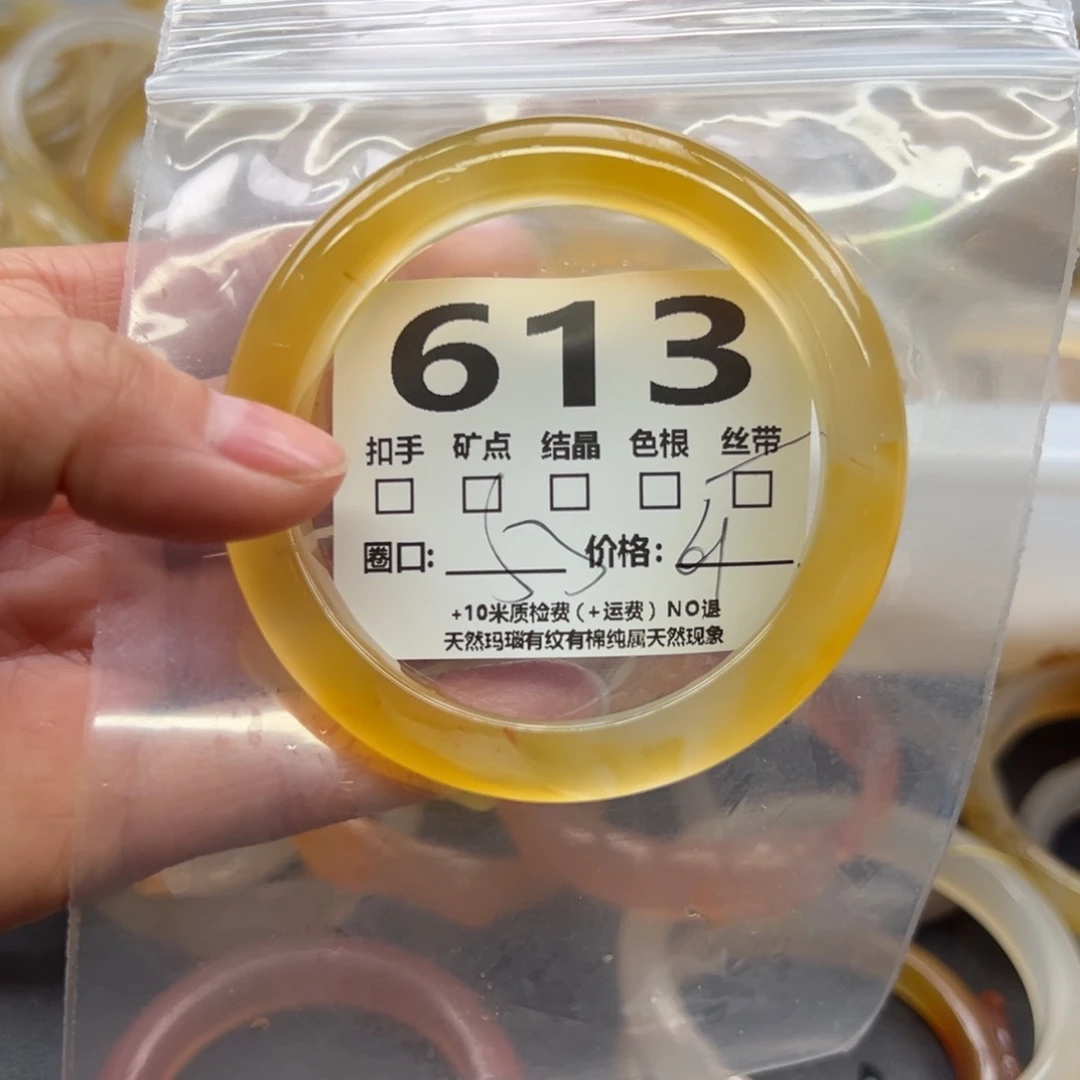 613
扣手 矿点 结晶 色根 丝带
□ □ □ □ □
圈口: 价格:
+10米质检费(+运费)NO退
天然玛瑙有纹有棉纯属天然现象